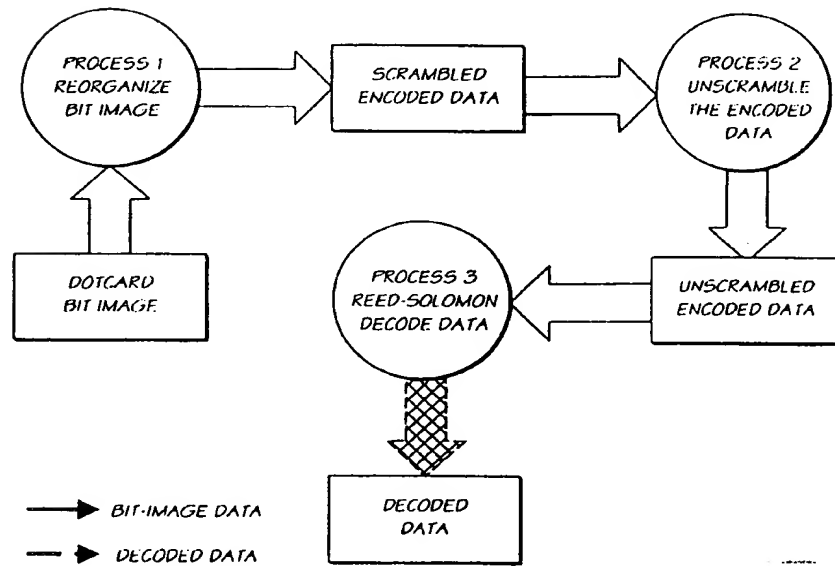 PROCESS 1
REORGANIZE
BIT IMAGE
SCRAMBLED
ENCODED DATA
PROCESS 2
UNSCRAMBLE
THE ENCODED
DATA
DOTCARD
BIT IMAGE
PROCESS 3
REED-SOLOMON
DECODE DATA
UNSCRAMBLED
ENCODED DATA
DECODED
DATA
BIT-IMAGE DATA
DECODED DATA